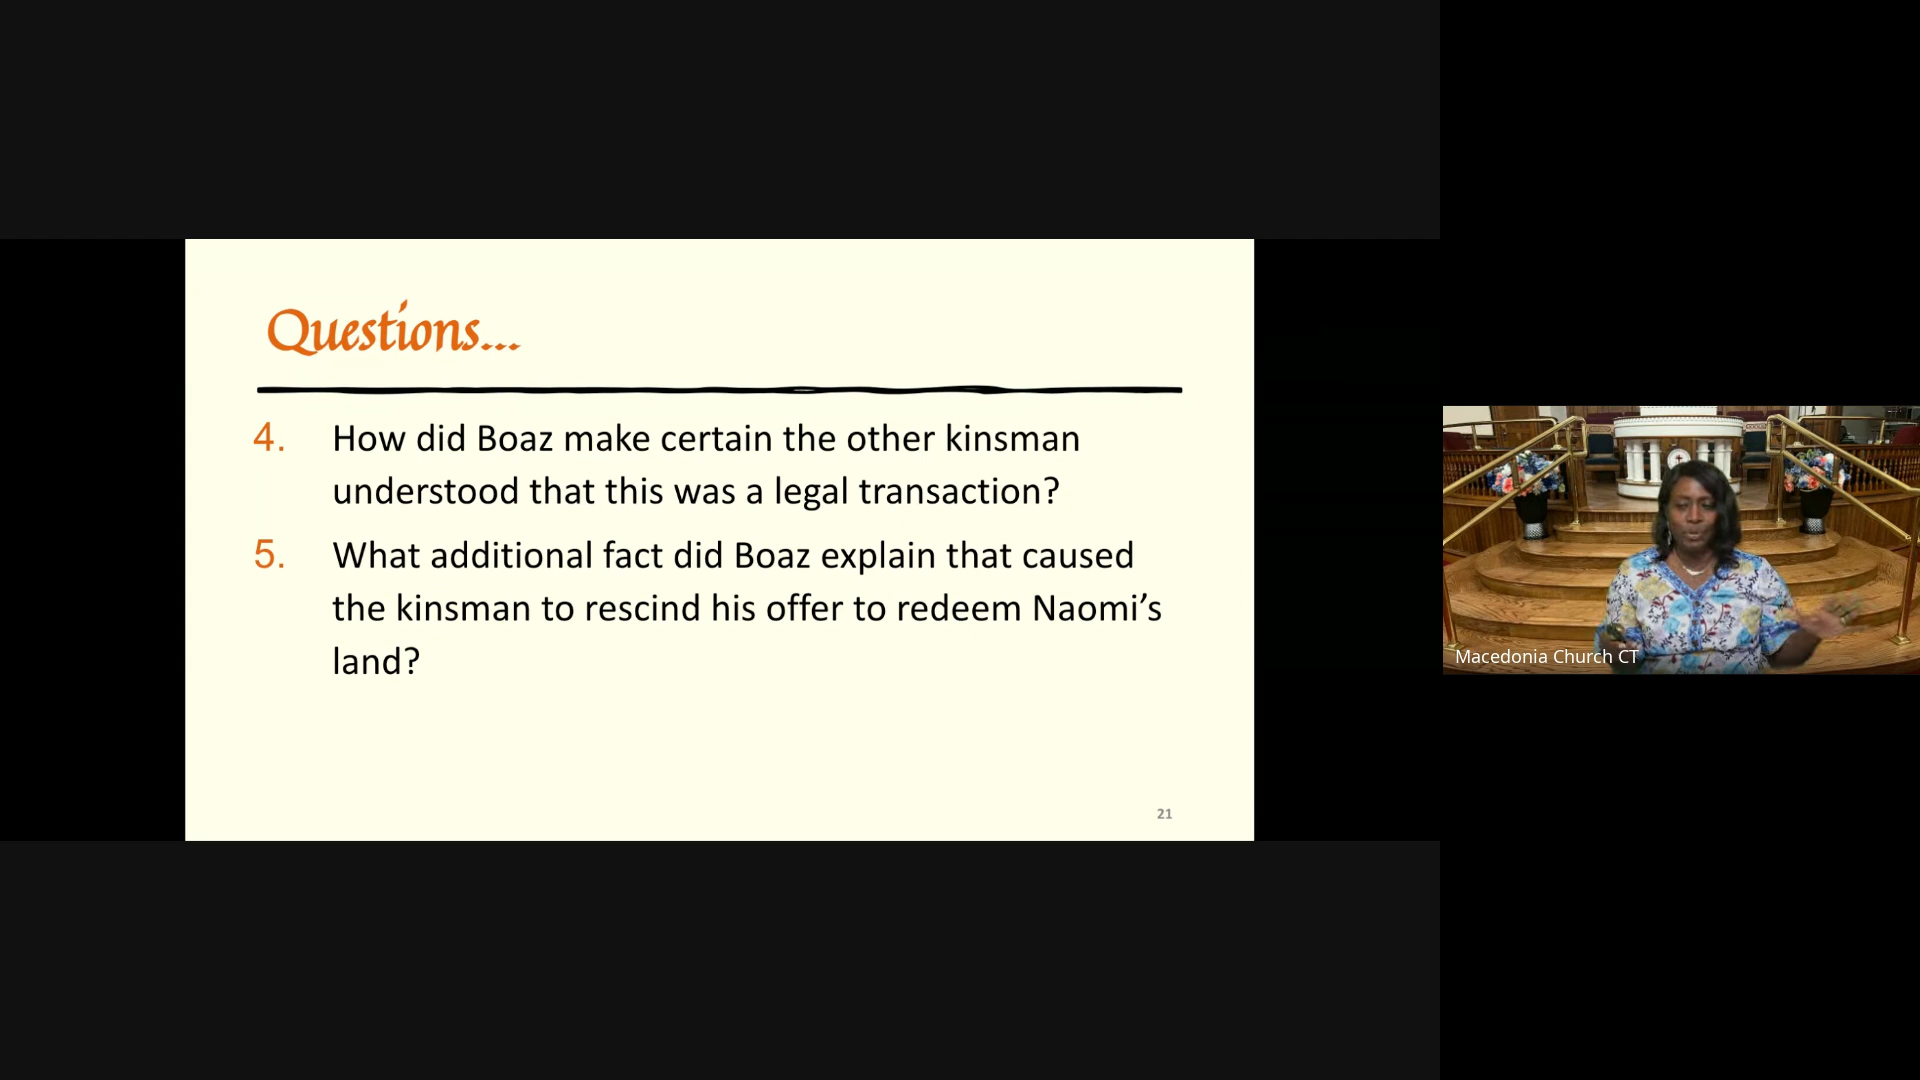 Questions...
4. How did Boaz make certain the other kinsman
understood that this was a legal transaction?
5. What additional fact did Boaz explain that caused
the kinsman to rescind his offer to redeem Naomi’s
land?
21
Macedonia Church CT